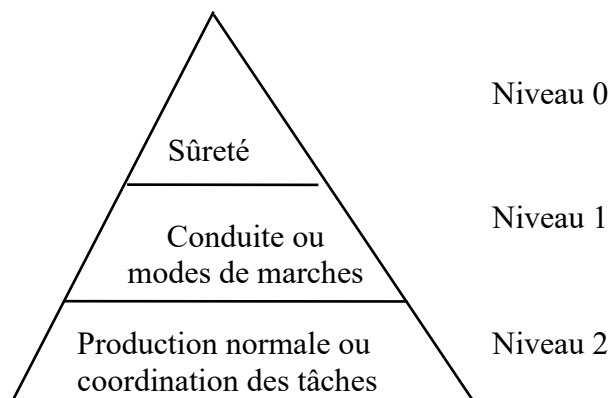 Niveau 0
Sûreté
Niveau 1
Conduite ou
modes de marches
Production normale ou
coordination des tâches
Niveau 2